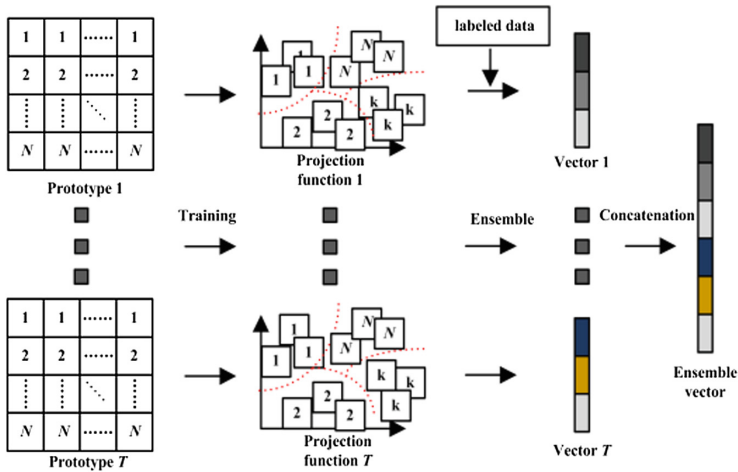 labeled data
1 1 ...... 1
2 2 ...... 2
N N ...... N
Prototype 1
1 1 1 N N N
2 2 2 k k k
Projection
function 1
Vector 1
Training
Ensemble
Concatenation
1 1 ...... 1
2 2 ...... 2
N N ...... N
Prototype T
1 1 1 N N N
2 2 2 k k k
Projection
function T
Vector T
Ensemble
vector